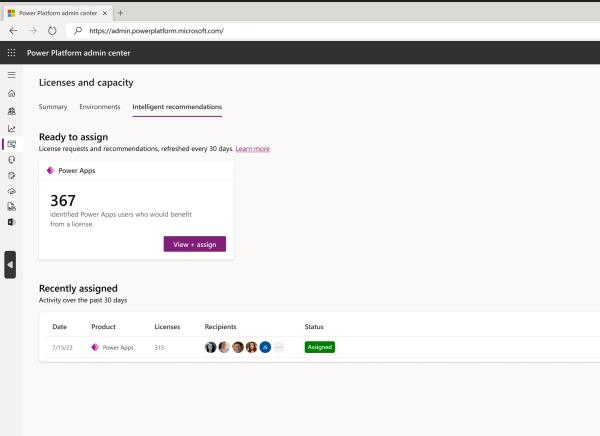 Power Platform admin center
https://admin.powerplatform.microsoft.com/
Power Platform admin center
Licenses and capacity
Summary Environments Intelligent recommendations
Ready to assign
License requests and recommendations, refreshed every 30 days. Learn more
Power Apps
367
identified Power Apps users who would benefit
from a license
View + assign
Recently assigned
Activity over the past 30 days
Date Product Licenses Recipients Status
7/15/23 Power Apps 315 JS Assigned